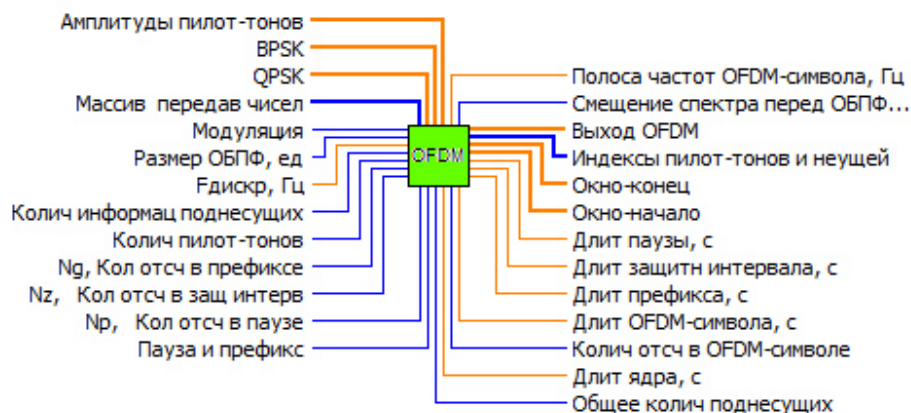 Амплитуды пилот-тонов
BPSK
QPSK
Массив передав чисел
Модуляция
Размер ОБПФ, ед
Fдискр, Гц
Колич информац поднесущих
Колич пилот-тонов
Ng, Кол отсч в префиксе
Nz, Кол отсч в защ интерв
Np, Кол отсч в паузе
Пауза и префикс
OFDM
Полоса частот OFDM-символа, Гц
Смещение спектра перед ОБПФ...
Выход OFDM
Индексы пилот-тонов и неущей
Окно-конец
Окно-начало
Длит паузы, с
Длит защитн интервала, с
Длит префикса, с
Длит OFDM-символа, с
Колич отсч в OFDM-символе
Длит ядра, с
Общее колич поднесущих